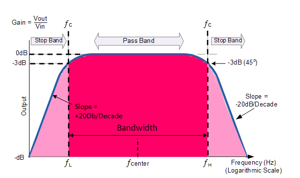 Gain = Vout
Vin
fc
fc
Stop Band
Pass Band
Stop Band
0dB
-3dB
-3dB (45°)
Output
Slope =
+20Db/Decade
Slope =
-20dB/Decade
Bandwidth
-dB
fL
fcenter
fH
Frequency (Hz)
(Logarithmic Scale)